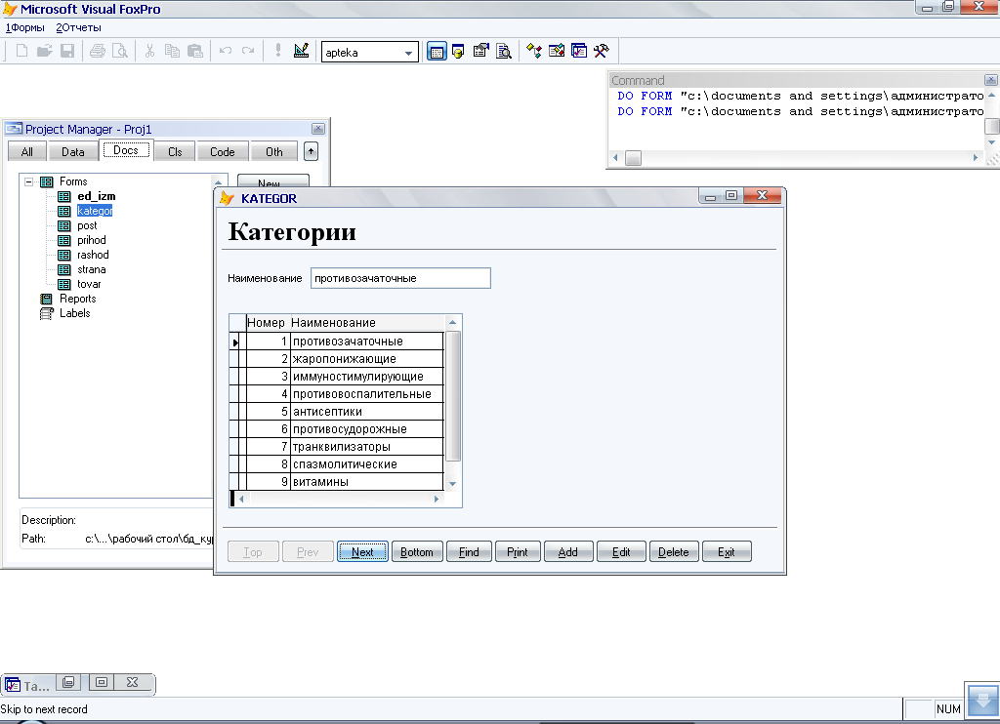 Microsoft Visual FoxPro
1Формы 2Отчеты
apteka
Command
DO FORM "c:\documents and settings\администрато
DO FORM "c:\documents and settings\администрато
Project Manager - Proj1
All Data Docs Cls Code Oth
New
Forms
ed_izm
kategor
post
prihod
rashod
strana
tovar
Reports
Labels
Description:
Path: c:\...\рабочий стол\бд_кур
KATEGOR
Категории
Наименование противозачаточные
Номер Наименование
1 противозачаточные
2 жаропонижающие
3 иммуностимулирующие
4 противовоспалительные
5 антисептики
6 противосудорожные
7 транквилизаторы
8 спазмолитические
9 витамины
Top Prev Next Bottom Find Print Add Edit Delete Exit
Ta...
Skip to next record
NUM